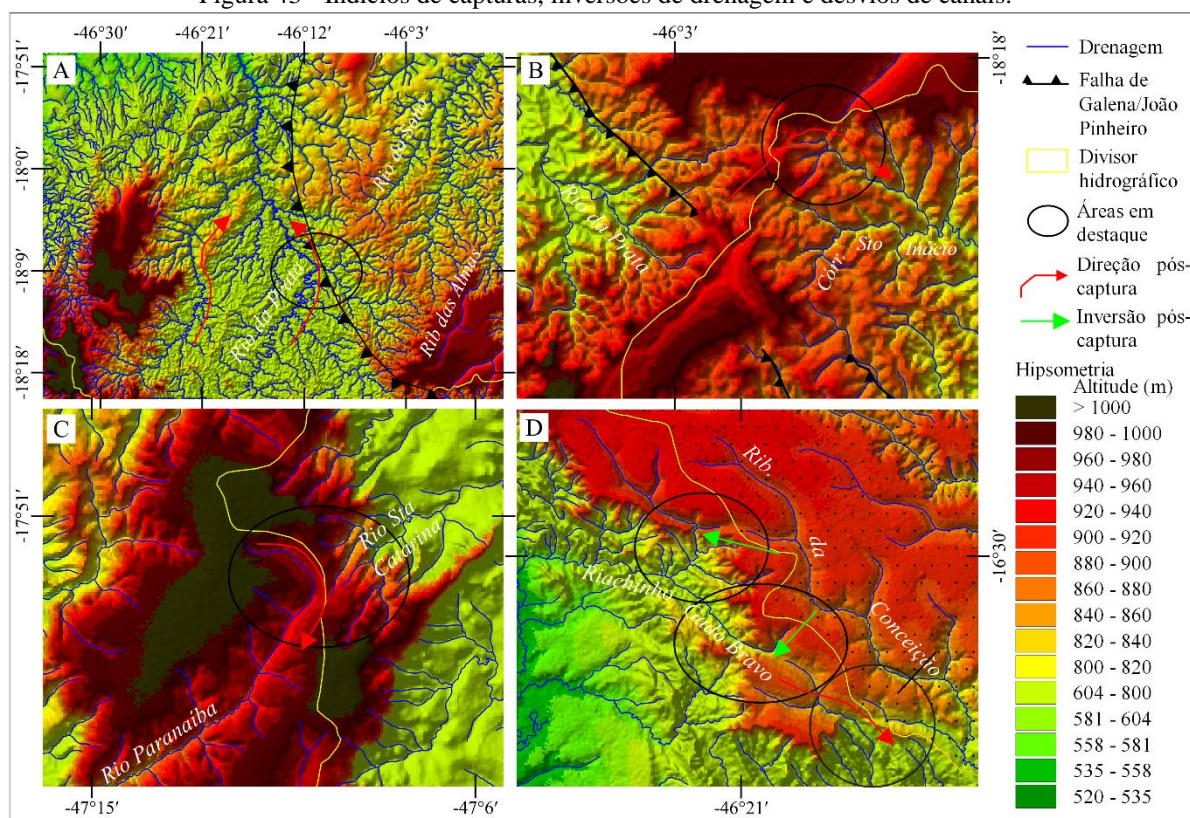 Figura 43 - Indícios de capturas, inversões de drenagem e desvios de canais.
-46°30' -46°21' -46°12' -46°3'
-46°3'
-17°51'
-18°0'
-18°9'
-18°18'
A
Rio do Sono
Rio da Prata
Rib das Almas
B
-18°18'
Rio da Prata
Córr. Sto Inácio
C
-17°51'
Rio Sta
Catarina
Rio Paranaíba
-47°15' -47°6'
D
Rib. da Conceição
Riachinho Gado Bravo
-16°30'
-46°21'
Drenagem
Falha de
Galena/João
Pinheiro
Divisor
hidrográfico
Áreas em
destaque
Direção pós-
captura
Inversão pós-
captura
Hipsometria
Altitude (m)
> 1000
980 - 1000
960 - 980
940 - 960
920 - 940
900 - 920
880 - 900
860 - 880
840 - 860
820 - 840
800 - 820
604 - 800
581 - 604
558 - 581
535 - 558
520 - 535